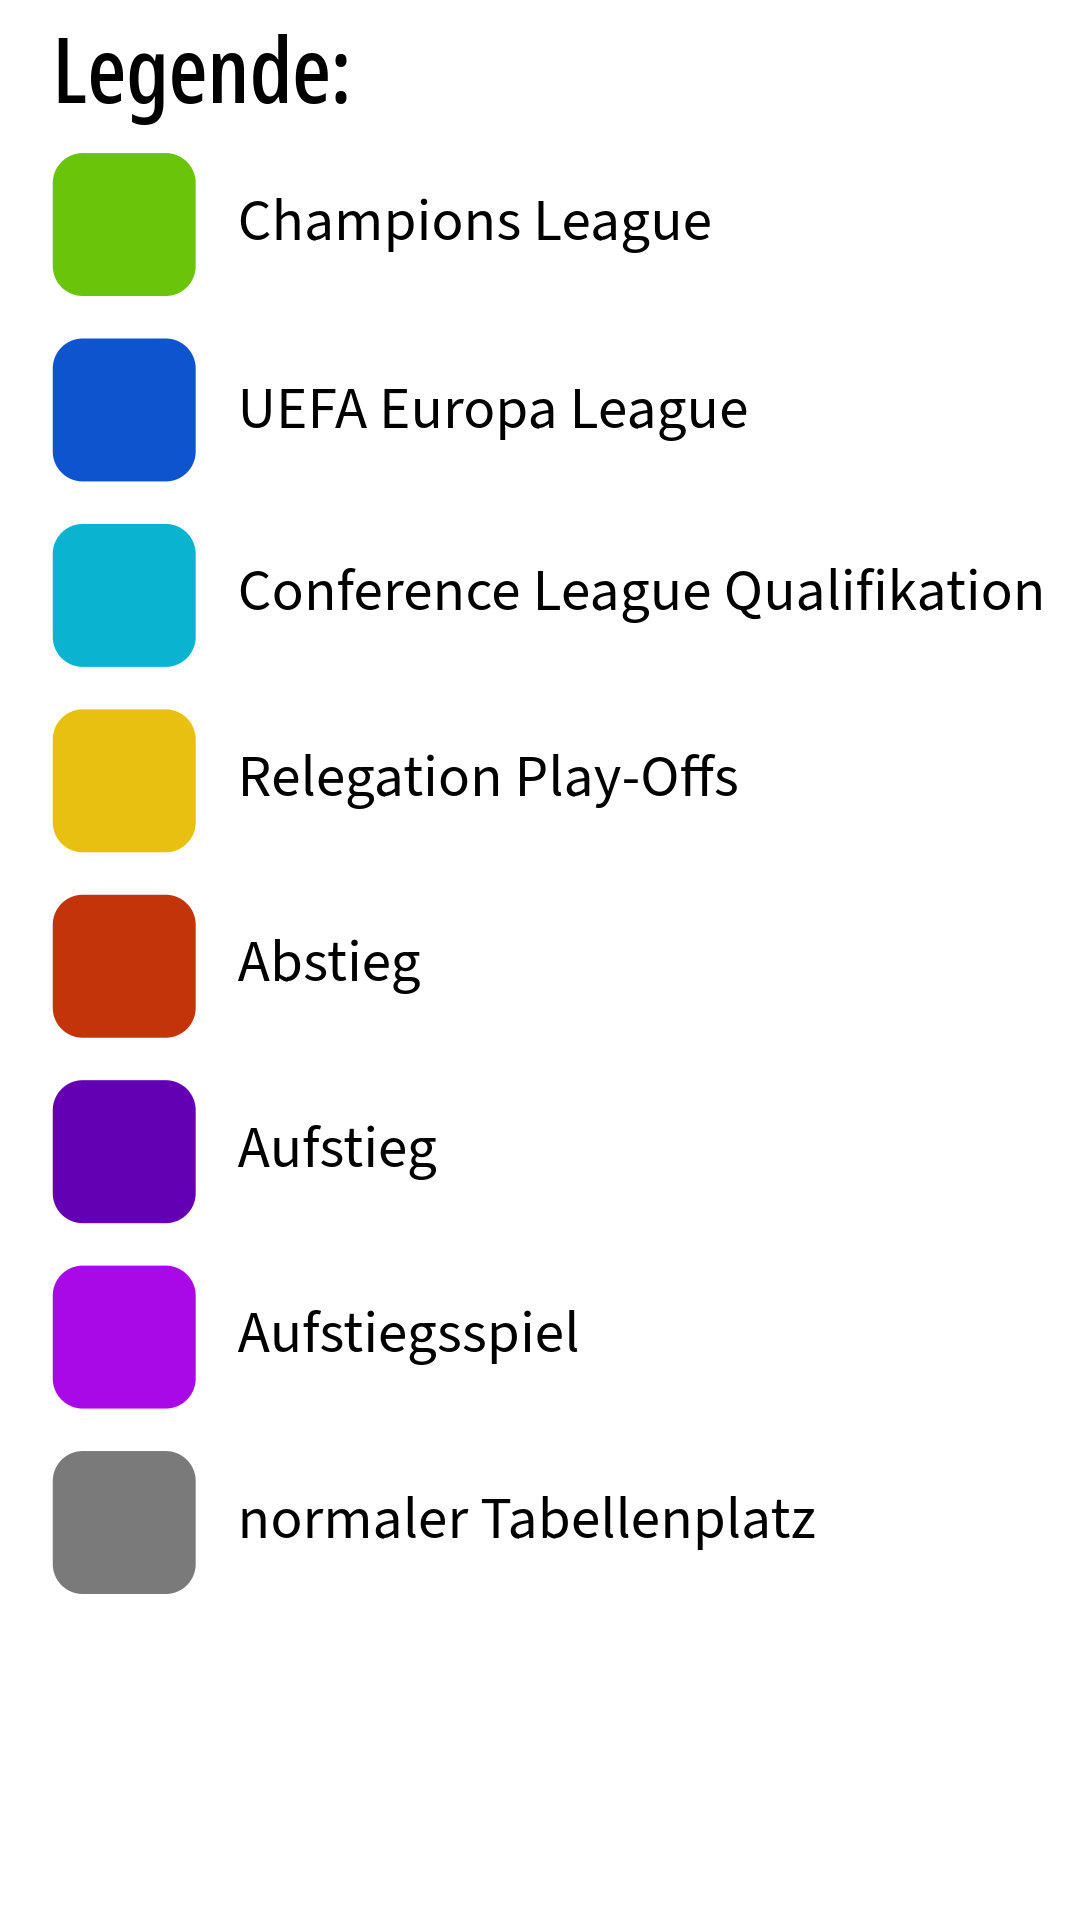 Legende:
Champions League
UEFA Europa League
Conference League Qualifikation
Relegation Play-Offs
Abstieg
Aufstieg
Aufstiegsspiel
normaler Tabellenplatz